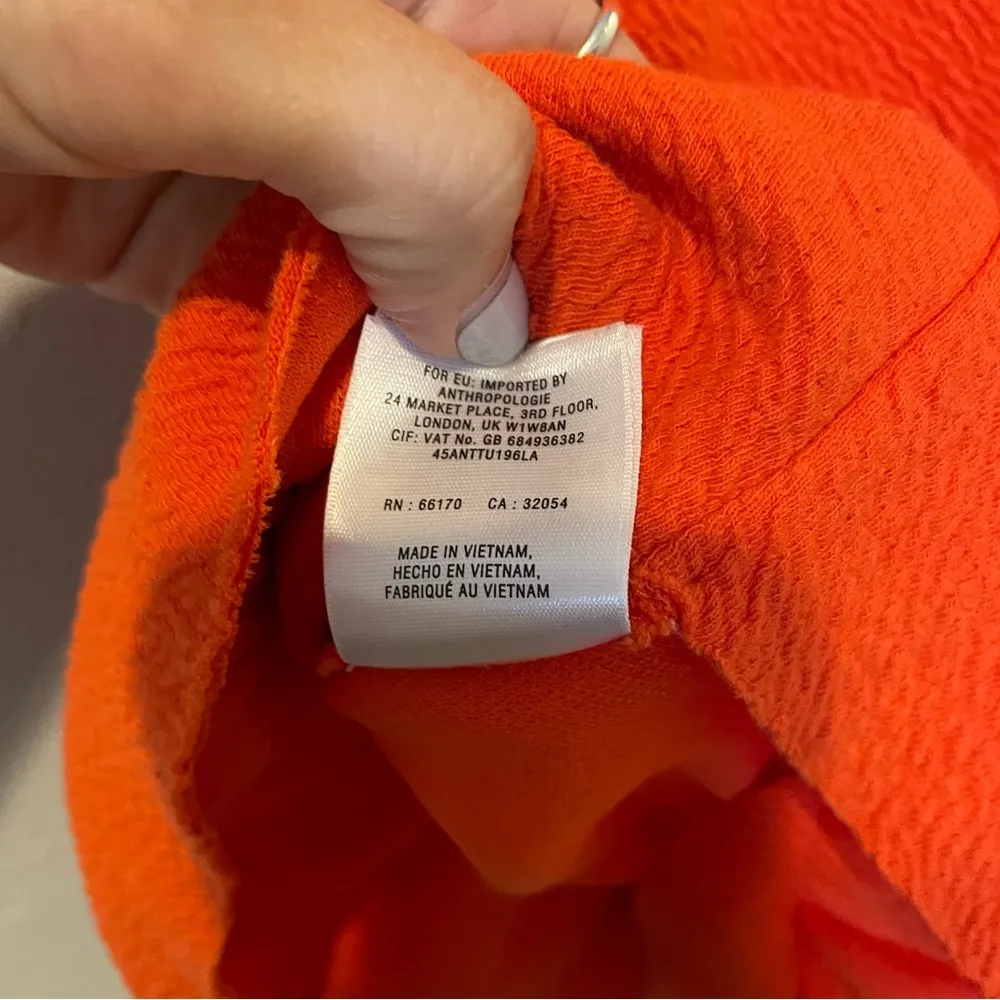 FOR EU: IMPORTED BY
ANTHROPOLOGIE
24 MARKET PLACE, 3RD FLOOR,
LONDON, UK W1W8AN
CIF: VAT No. GB 684936382
45ANTTU196LA
RN : 66170 CA : 32054
MADE IN VIETNAM,
HECHO EN VIETNAM,
FABRIQUÉ AU VIETNAM